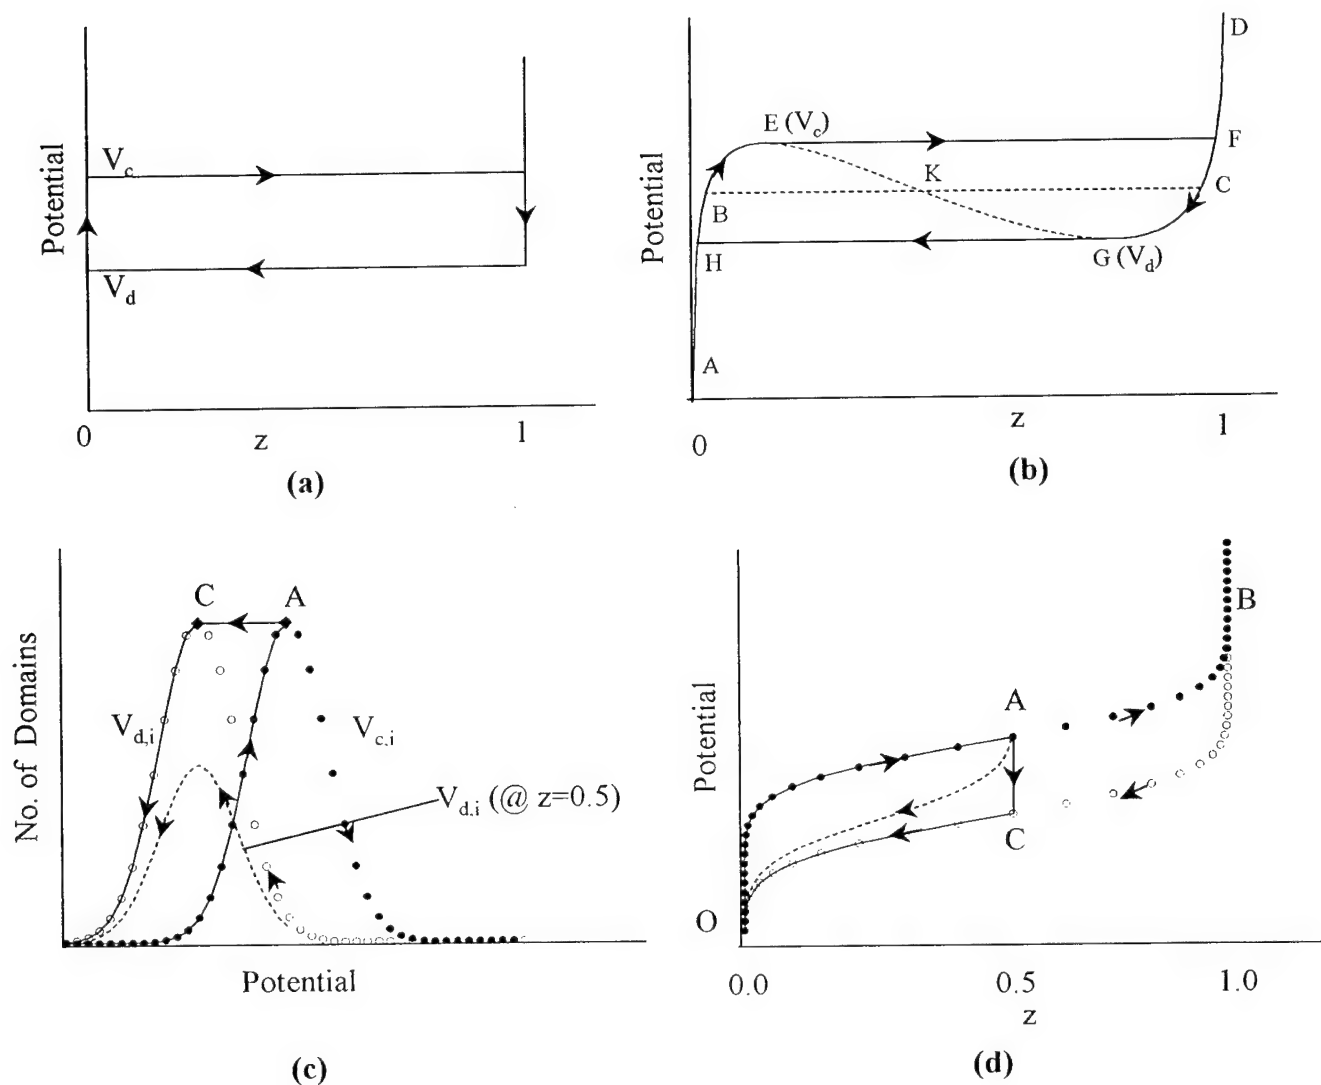 Potential
V_c
V_d
0
z
1
(a)
Potential
D
E (V_c)
F
K
B
C
H
G (V_d)
A
0
z
1
(b)
No. of Domains
C
A
V_d,i
V_c,i
V_d,i (@ z=0.5)
Potential
(c)
Potential
A
B
C
O
0.0
0.5
1.0
z
(d)